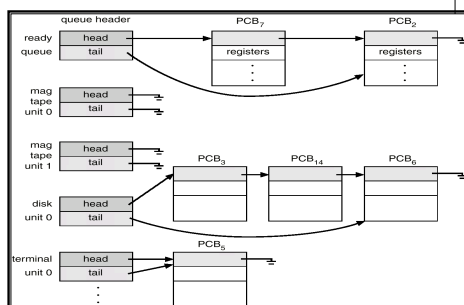 queue header PCB7 PCB2
ready head
queue tail registers registers
mag head
tape tail
unit 0
mag head
tape tail
unit 1
PCB3 PCB14 PCB6
disk head
unit 0 tail
PCB5
terminal head
unit 0 tail